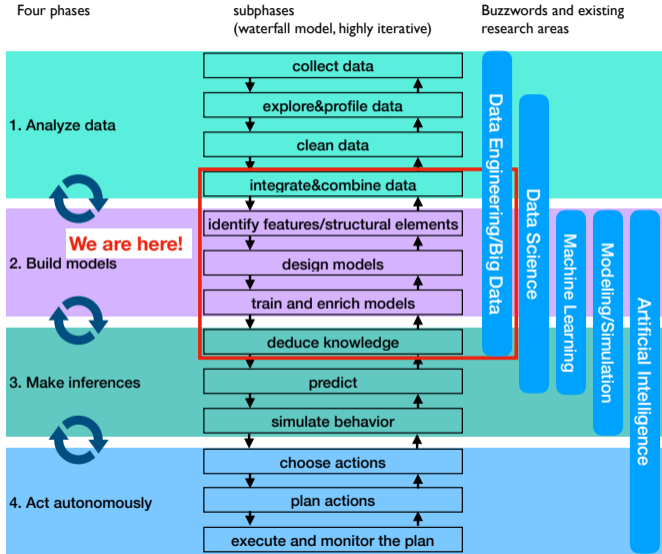 Four phases
subphases
(waterfall model, highly iterative)
Buzzwords and existing
research areas
1. Analyze data
collect data
explore&profile data
clean data
integrate&combine data
We are here!
2. Build models
identify features/structural elements
design models
train and enrich models
3. Make inferences
deduce knowledge
predict
simulate behavior
4. Act autonomously
choose actions
plan actions
execute and monitor the plan
Data Engineering/Big Data
Data Science
Machine Learning
Modeling/Simulation
Artificial Intelligence